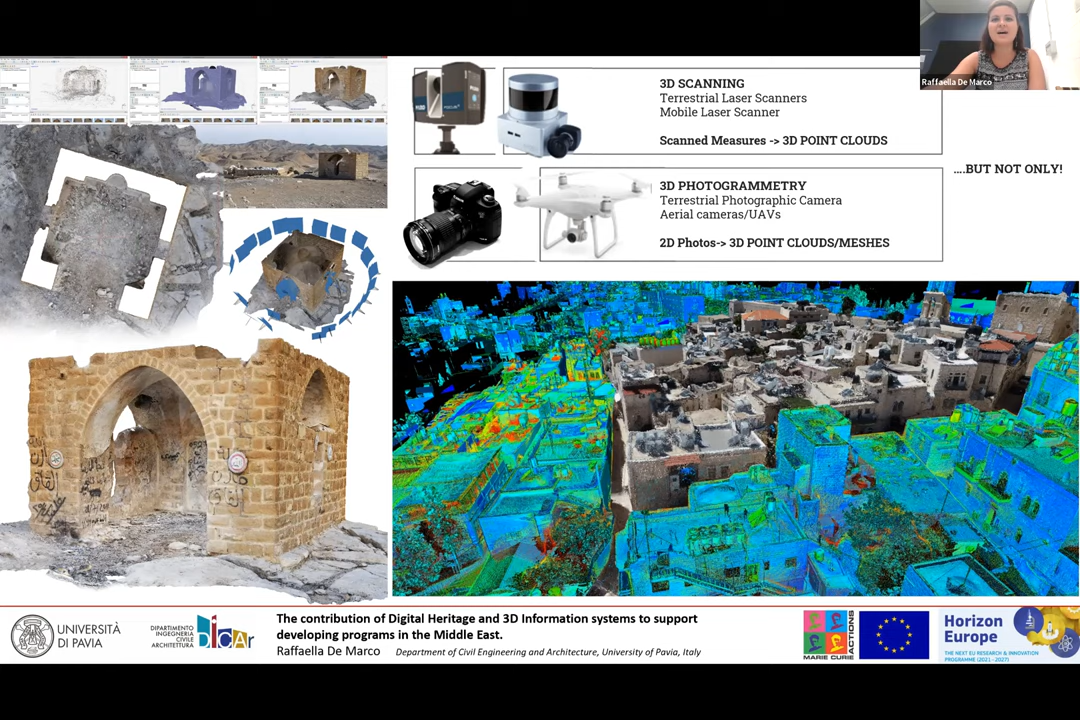 Raffaella De Marco
3D SCANNING
Terrestrial Laser Scanners
Mobile Laser Scanner
Scanned Measures -> 3D POINT CLOUDS
....BUT NOT ONLY!
3D PHOTOGRAMMETRY
Terrestrial Photographic Camera
Aerial cameras/UAVs
2D Photos-> 3D POINT CLOUDS/MESHES
UNIVERSITÀ
DI PAVIA
DIPARTIMENTO
INGEGNERIA
CIVILE
ARCHITETTURA
DICAr
The contribution of Digital Heritage and 3D Information systems to support
developing programs in the Middle East.
Raffaella De Marco
Department of Civil Engineering and Architecture, University of Pavia, Italy
MARIE CURIE
ACTIONS
Horizon
Europe
THE NEXT EU RESEARCH & INNOVATION
PROGRAMME (2021 - 2027)